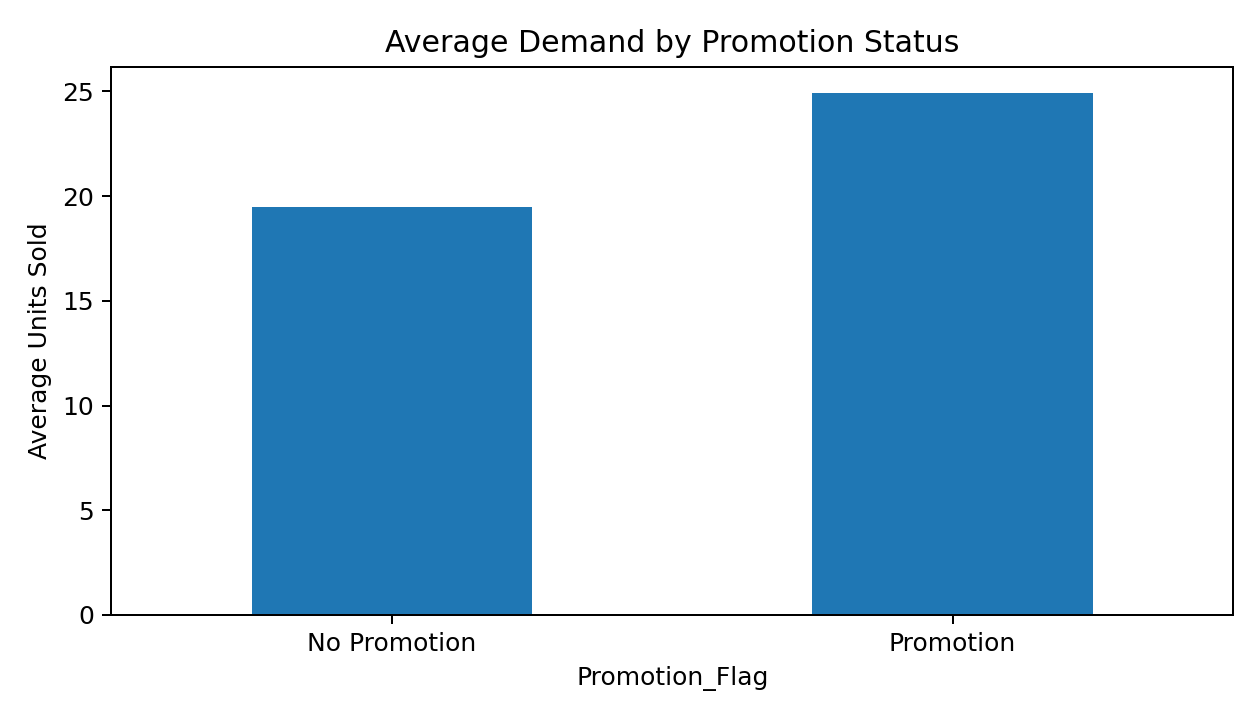 Average Demand by Promotion Status
Average Units Sold
25
20
15
10
5
0
No Promotion
Promotion
Promotion_Flag